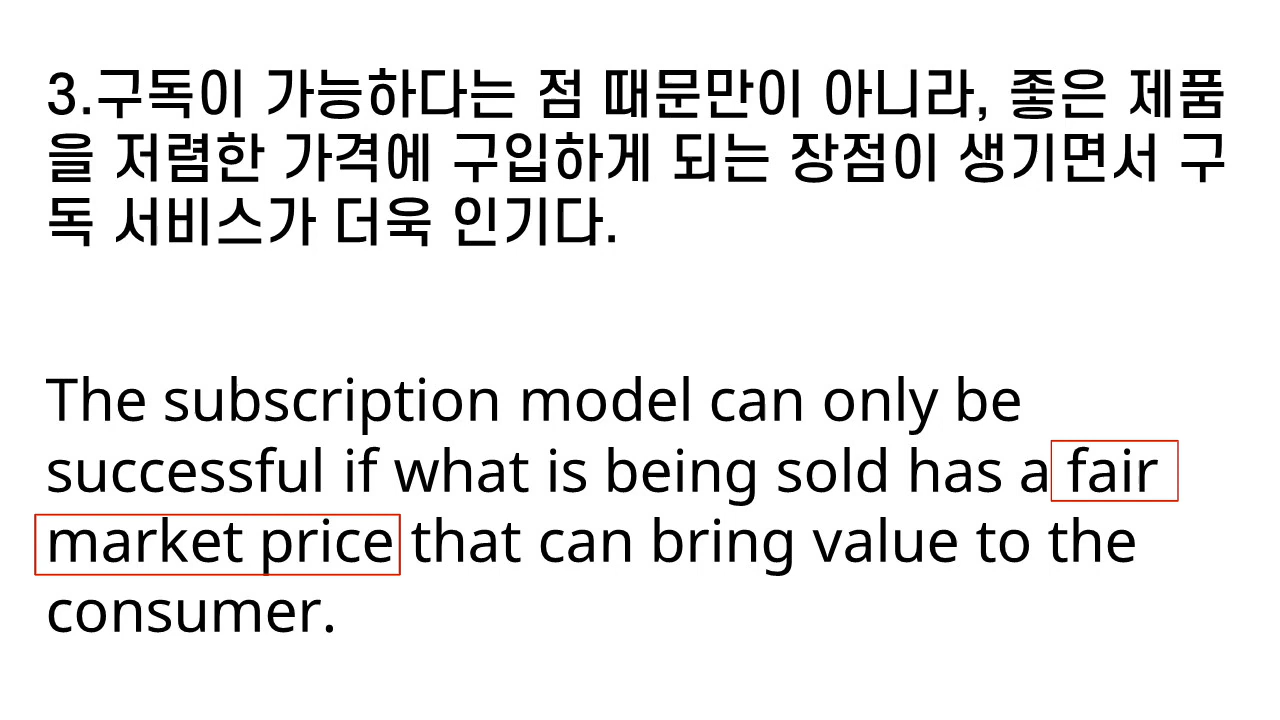 3.구독이 가능하다는 점 때문만이 아니라, 좋은 제품
을 저렴한 가격에 구입하게 되는 장점이 생기면서 구
독 서비스가 더욱 인기다.
The subscription model can only be
successful if what is being sold has a fair
market price that can bring value to the
consumer.